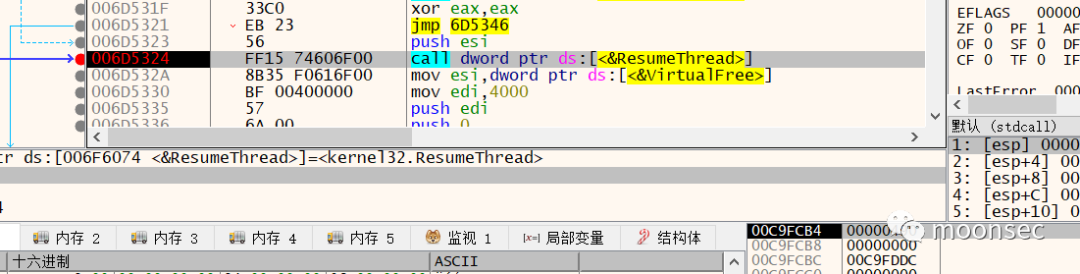 006D531F 33C0 xor eax,eax
006D5321 EB 23 jmp 6D5346
006D5323 56 push esi
006D5324 FF15 74606F00 call dword ptr ds:[<&ResumeThread>]
006D532A 8B35 F0616F00 mov esi,dword ptr ds:[<&VirtualFree>]
006D5330 BF 00400000 mov edi,4000
006D5335 57 push edi
006D5336 6A 00 push 0
EFLAGS 00000
ZF 0 PF 1 AF
OF 0 SF 0 DF
CF 0 TF 0 IF
LastError 000
默认 (stdcall)
1: [esp] 0000
2: [esp+4] 00
3: [esp+8] 00
4: [esp+C] 00
5: [esp+10] 0
tr ds:[006F6074 <&ResumeThread>]=<kernel32.ResumeThread>
4
内存 2 内存 3 内存 4 内存 5 监视 1 [x=] 局部变量 结构体
十六进制 ASCII
00C9FCB4
00C9FCB8 00000000
00C9FCBC 00C9FDDC
moonsec